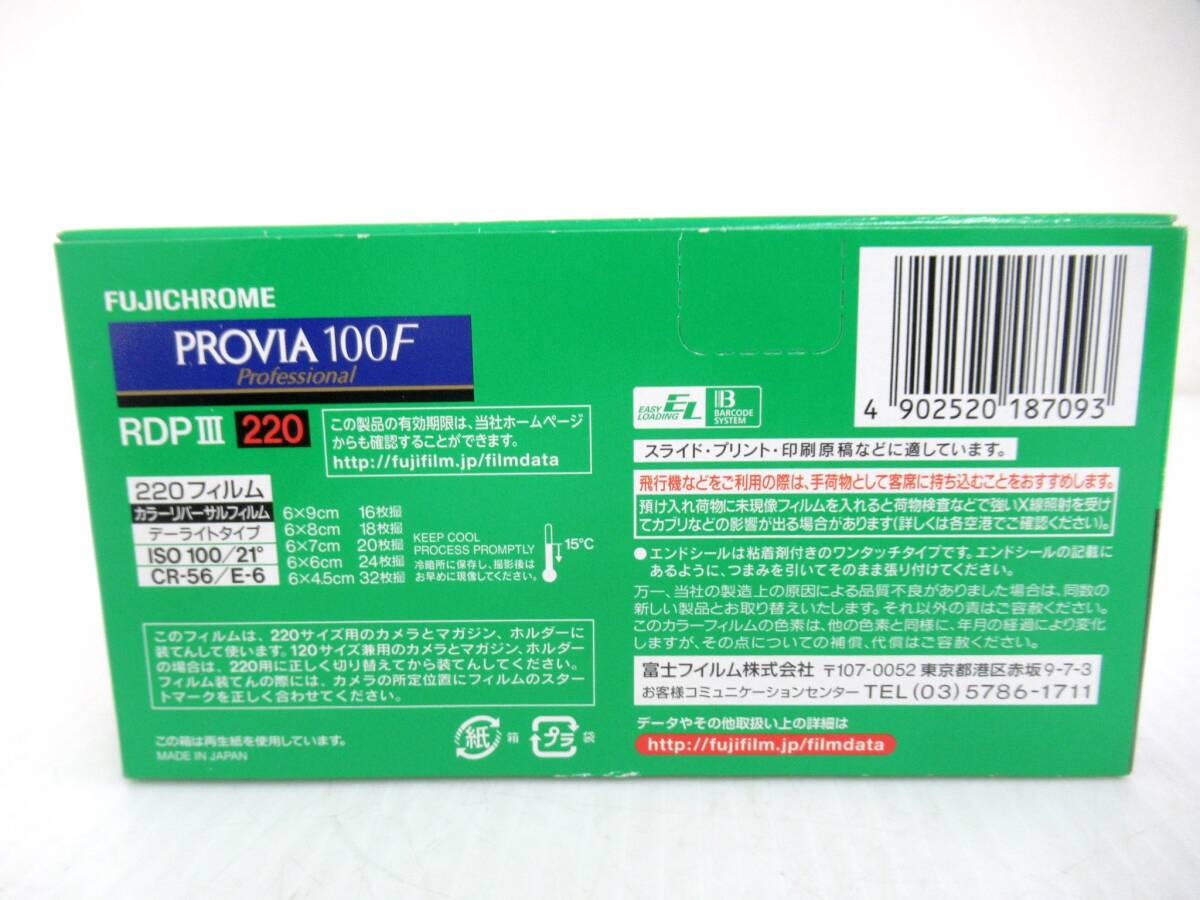 FUJICHROME
PROVIA 100F
Professional
RDP III 220
この製品の有効期限は、当社ホームページ
からも確認することができます。
http://fujifilm.jp/filmdata
220フィルム
カラーリバーサルフィルム
デーライトタイプ
ISO 100/21°
CR-56/E-6
6×9cm 16枚撮
6×8cm 18枚撮
6×7cm 20枚撮
6×6cm 24枚撮
6×4.5cm 32枚撮
KEEP COOL
PROCESS PROMPTLY
冷暗所に保存し、撮影後は
お早めに現像してください。
15℃
このフィルムは、220サイズ用のカメラとマガジン、ホルダーに
装てんして使います。120サイズ兼用のカメラとマガジン、ホルダー
の場合は、220用に正しく切り替えてから装てんしてください。
フィルム装てんの際には、カメラの所定位置にフィルムのスター
トマークを正しく合わせてください。
この箱は再生紙を使用しています。
MADE IN JAPAN
紙 箱 プラ 袋
4 902520 187093
EASY LOADING EL
B BARCODE SYSTEM
スライド・プリント・印刷原稿などに適しています。
飛行機などをご利用の際は、手荷物として客席に持ち込むことをおすすめします。
預け入れ荷物に未現像フィルムを入れると荷物検査などで強いX線照射を受け
てカブリなどの影響が出る場合があります(詳しくは各空港でご確認ください)。
●エンドシールは粘着剤付きのワンタッチタイプです。エンドシールの記載に
あるように、つまみを引いてそのまま張り付けてください。
万一、当社の製造上の原因による品質不良がありました場合は、同数の
新しい製品とお取り替えいたします。それ以外の責はご容赦ください。
このカラーフィルムの色素は、他の色素と同様に、年月の経過により変化
しますが、その点についての補償、代償はご容赦ください。
富士フイルム株式会社 〒107-0052 東京都港区赤坂9-7-3
お客様コミュニケーションセンター TEL(03)5786-1711
データやその他取扱い上の詳細は
http://fujifilm.jp/filmdata